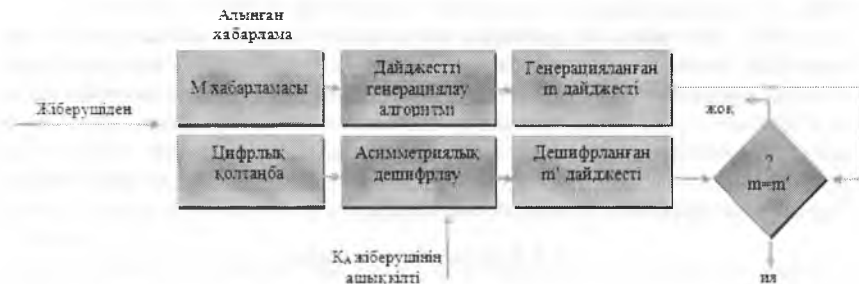 Алынған
хабарлама
М хабарламасы
Дайджестті
генерациялау
алгоритмі
Генерацияланған
m дайджесті
Жіберушіден
жоқ
Цифрлық
қолтаңба
Асимметриялық
дешифрлау
Дешифрланған
m' дайджесті
?
m=m'
KA жіберушінің
ашық кілті
ия